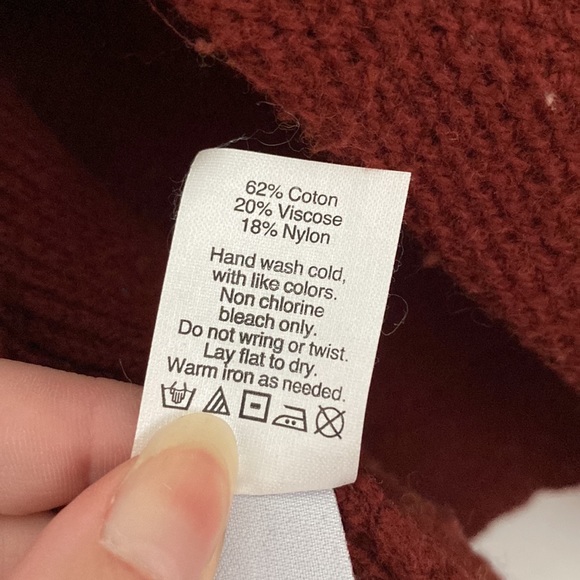 62% Coton
20% Viscose
18% Nylon
Hand wash cold,
with like colors.
Non chlorine
bleach only.
Do not wring or twist.
Lay flat to dry.
Warm iron as needed.